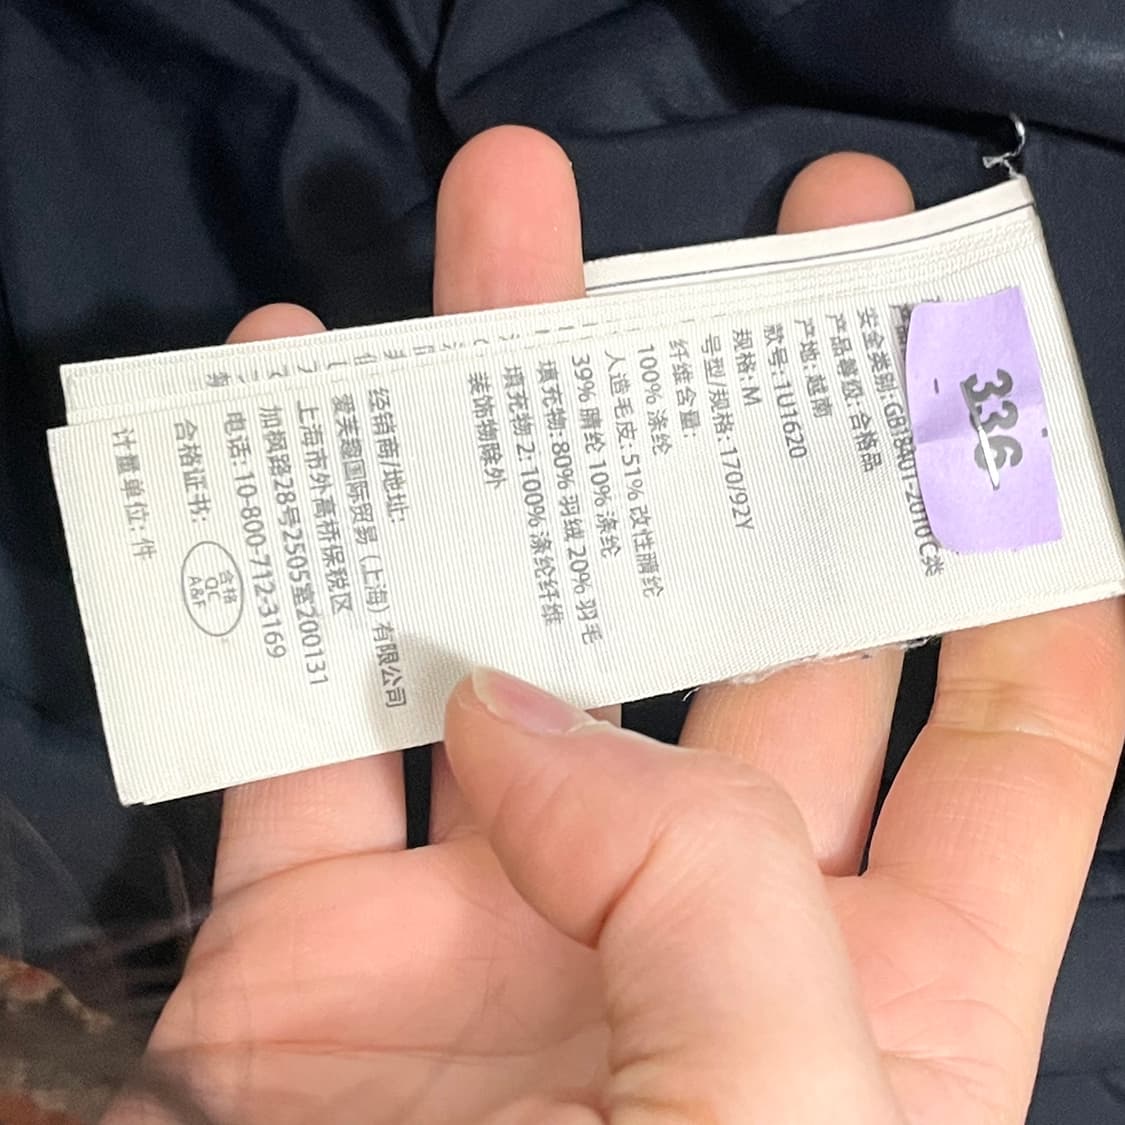 336
安全类别: GB18401-2010 C类
产品等级: 合格品
产地: 越南
款号: 1U1620
规格: M
号型/规格: 170/92Y
纤维含量:
100% 涤纶
人造毛皮: 51% 改性腈纶
39% 腈纶 10% 涤纶
填充物: 80% 羽绒 20% 羽毛
填充物 2: 100% 涤纶纤维
装饰物除外
经销商/地址:
爱芙趣国际贸易 (上海) 有限公司
上海市外高桥保税区
加枫路28号2505室200131
电话: 10-800-712-3169
合格证书:
合格
QC
A&F
计量单位: 件